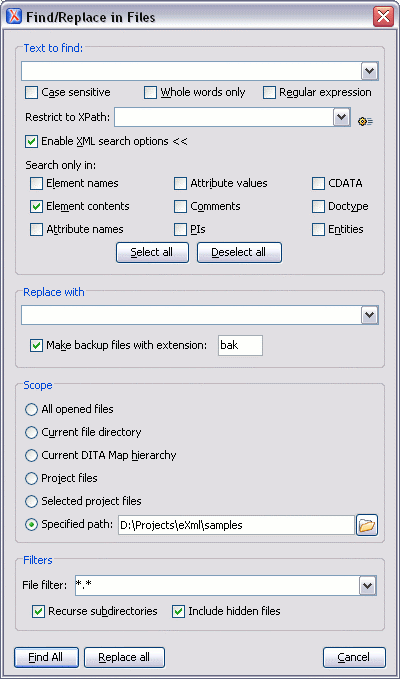 Find/Replace in Files
Text to find:
Case sensitive Whole words only Regular expression
Restrict to XPath:
Enable XML search options <<
Search only in:
Element names Attribute values CDATA
Element contents Comments Doctype
Attribute names PIs Entities
Select all Deselect all
Replace with
Make backup files with extension: bak
Scope
All opened files
Current file directory
Current DITA Map hierarchy
Project files
Selected project files
Specified path: D:\Projects\eXml\samples
Filters
File filter: *.*
Recurse subdirectories Include hidden files
Find All Replace all Cancel